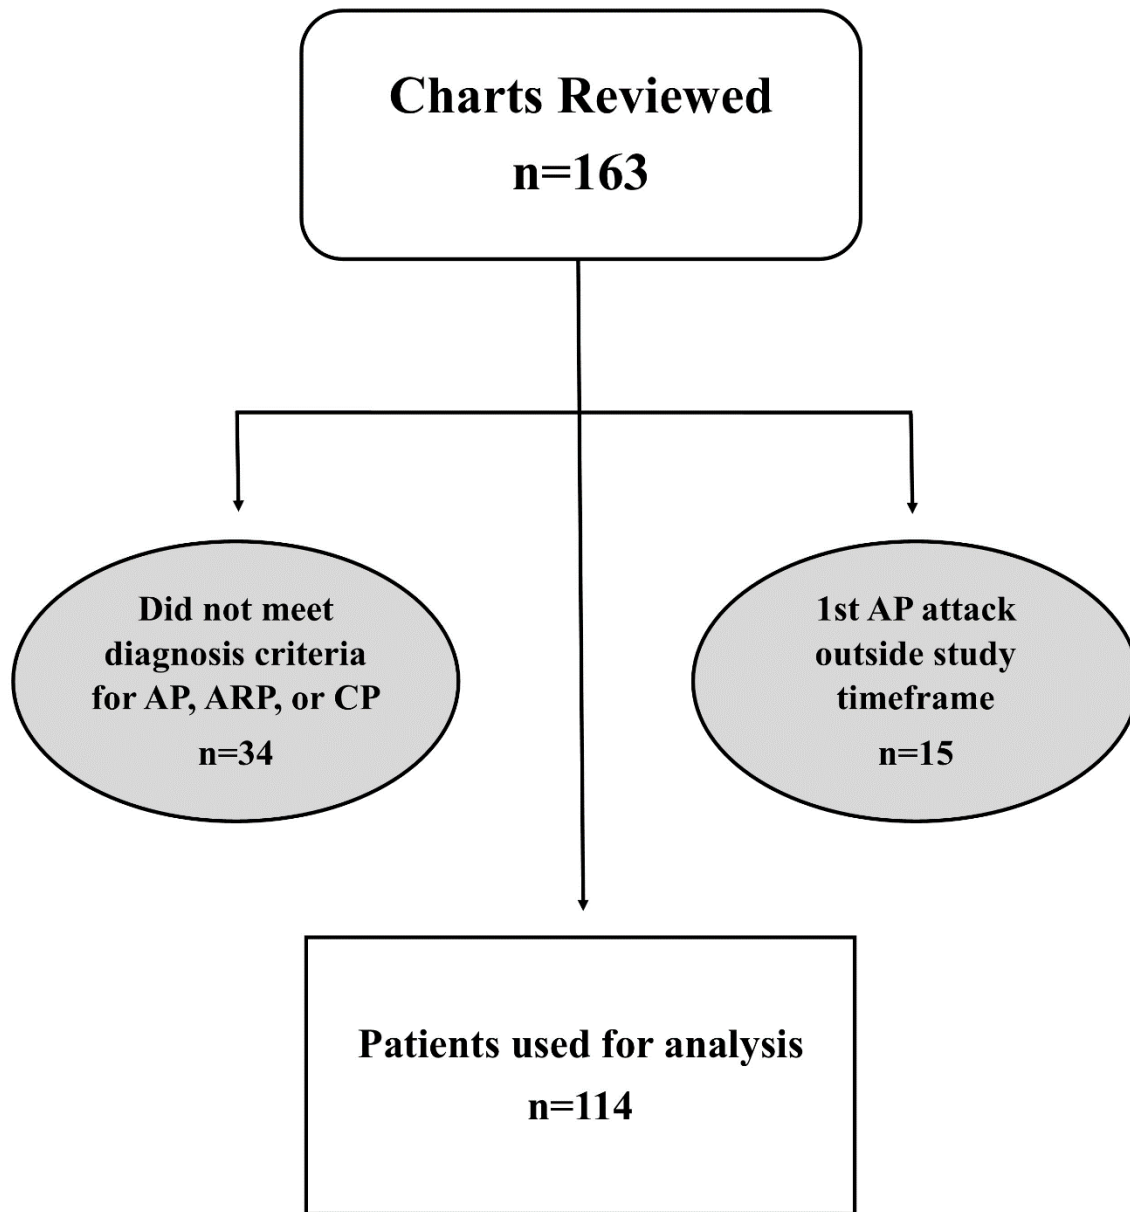 Charts Reviewed
n=163
Did not meet
diagnosis criteria
for AP, ARP, or CP
n=34
1st AP attack
outside study
timeframe
n=15
Patients used for analysis
n=114